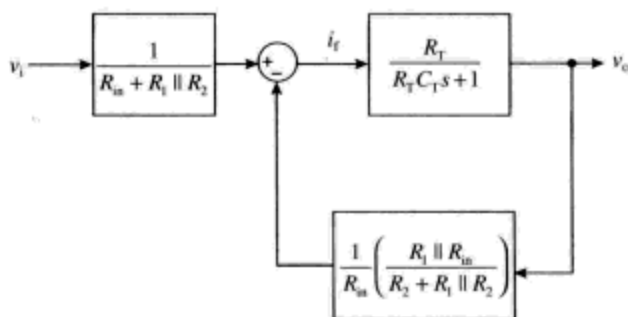 v_i
1 / (R_in + R_1 || R_2)
+
−
i_f
R_T / (R_T C_T s + 1)
v_o
1 / R_in ( R_1 || R_in / (R_2 + R_1 || R_2) )